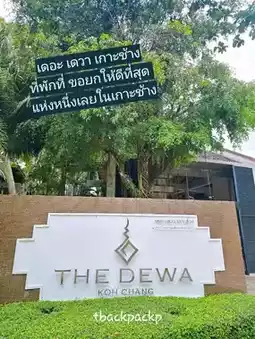 เดอะ เดวา เกาะช้าง
ที่พักที่ ขอยกให้ดีที่สุด
แห่งหนึ่งเลยในเกาะช้าง
THE DEWA
KOH CHANG
tbackpackp